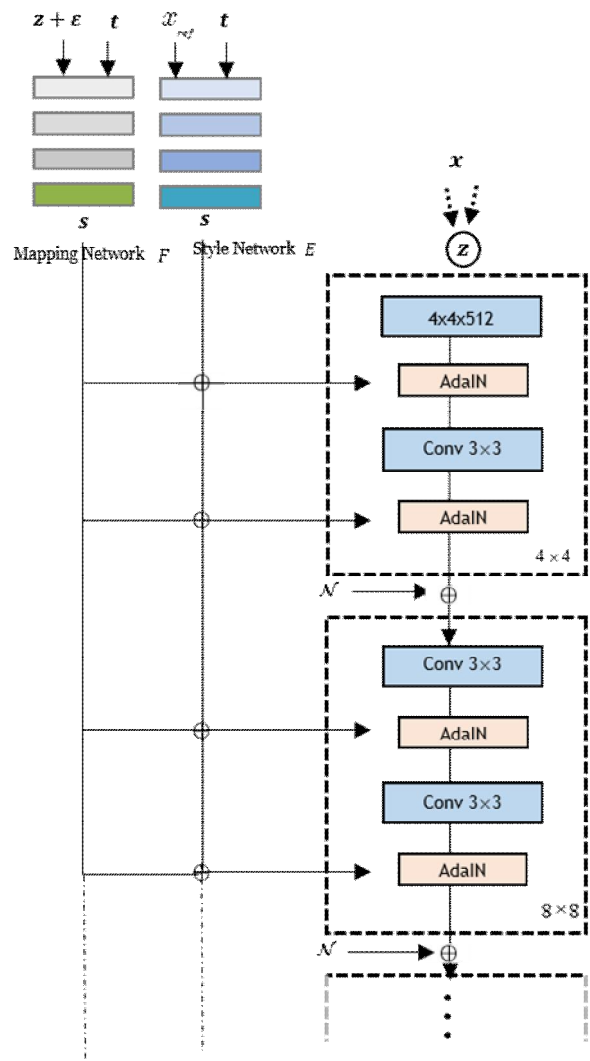 z + ε t x_ref t
s s
Mapping Network F Style Network E
x
z
4x4x512
AdaIN
Conv 3×3
AdaIN
4 × 4
𝒩
Conv 3×3
AdaIN
Conv 3×3
AdaIN
8 × 8
𝒩